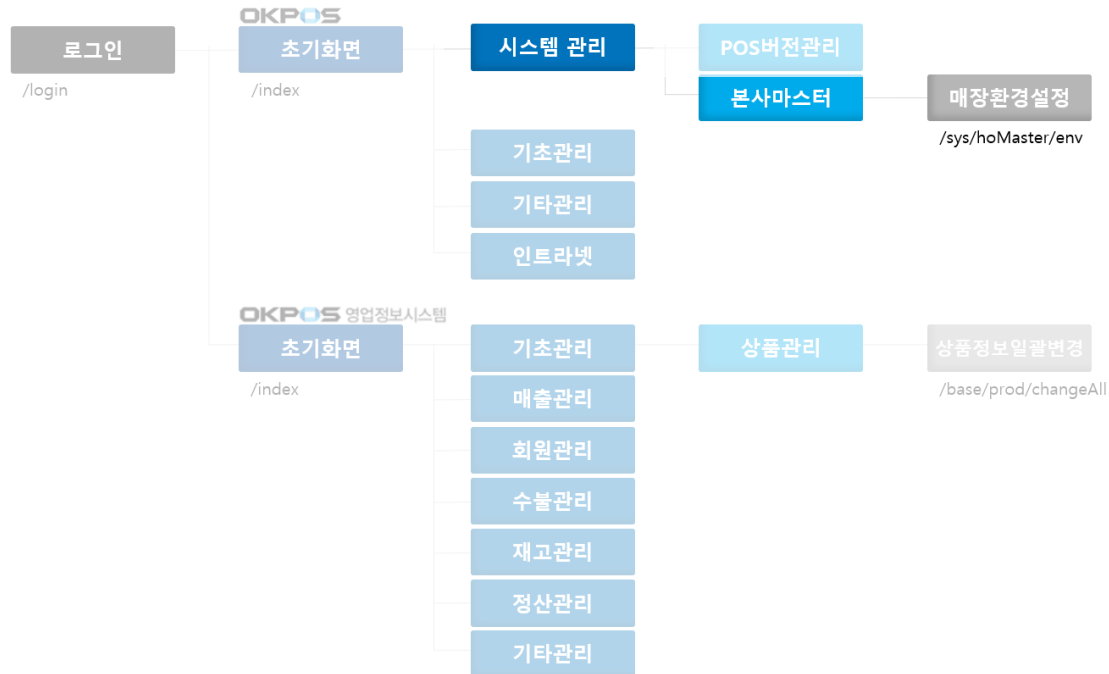 OKPOS
로그인
초기화면
시스템 관리
POS버전관리
/login
/index
본사마스터
매장환경설정
/sys/hoMaster/env
기초관리
기타관리
인트라넷
OKPOS 영업정보시스템
초기화면
기초관리
상품관리
상품정보일괄변경
/index
/base/prod/changeAll
매출관리
회원관리
수불관리
재고관리
정산관리
기타관리